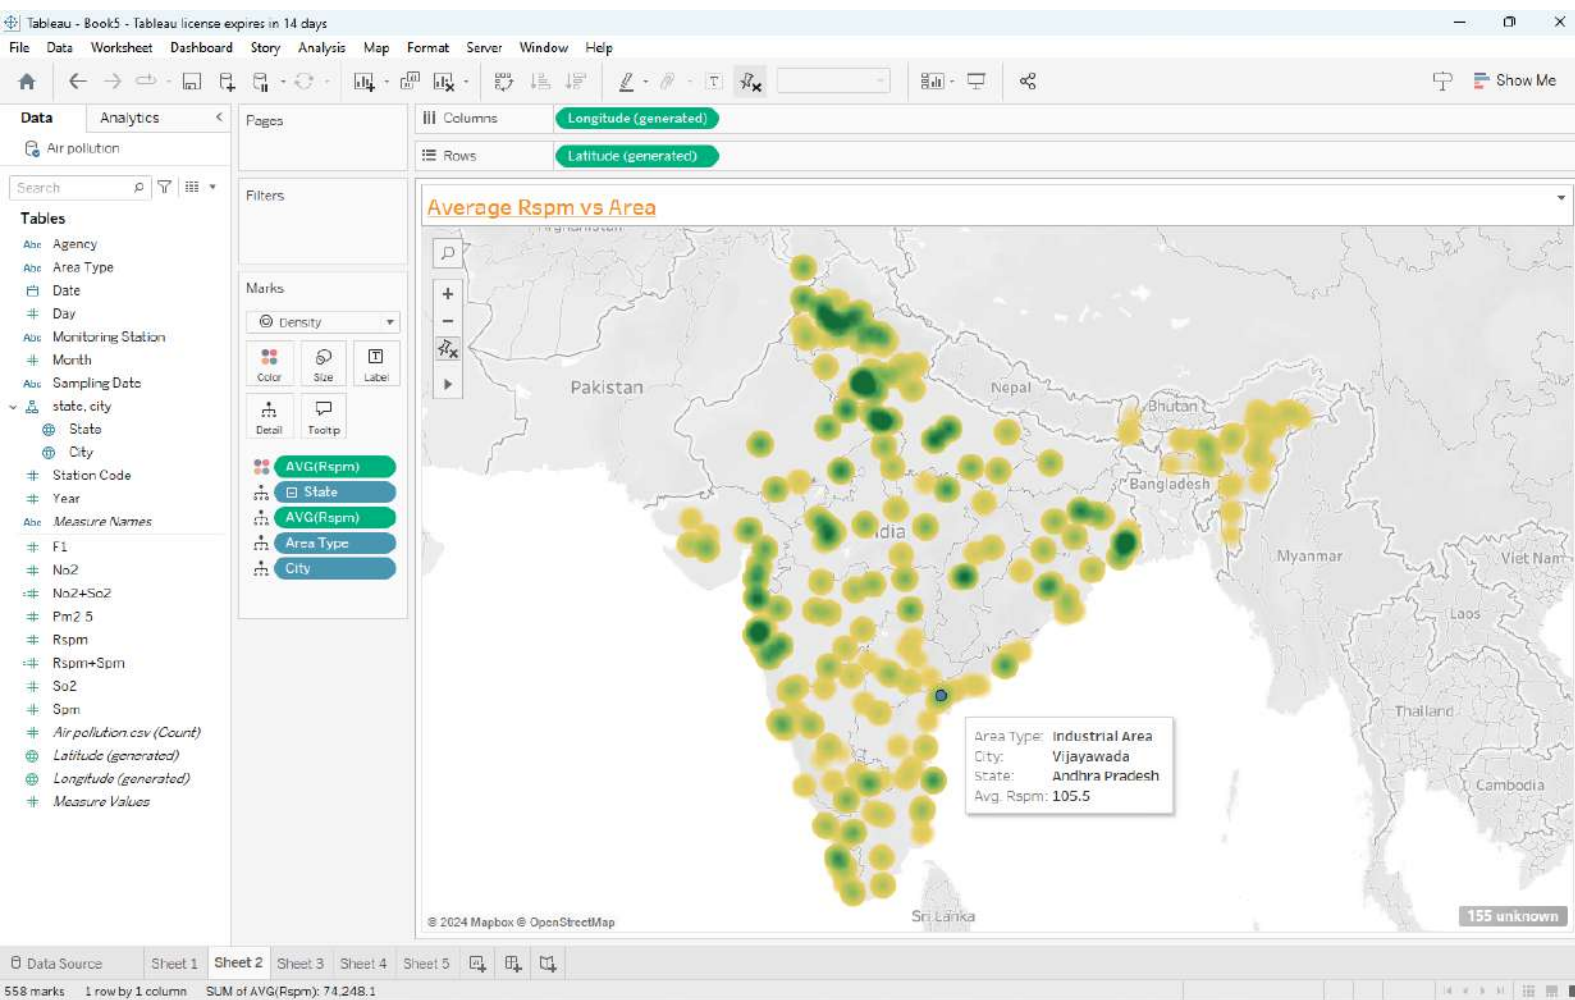 Tableau - Book5 - Tableau license expires in 14 days
File Data Worksheet Dashboard Story Analysis Map Format Server Window Help
Show Me
Data Analytics
Air pollution
Search
Tables
Abc Agency
Abc Area Type
Date
# Day
Abc Monitoring Station
# Month
Abc Sampling Date
state, city
State
City
# Station Code
# Year
Abc Measure Names
# F1
# No2
=# No2+So2
# Pm2 5
# Rspm
=# Rspm+Spm
# So2
# Spm
# Air pollution.csv (Count)
Latitude (generated)
Longitude (generated)
# Measure Values
Pages
Filters
Marks
Density
Color Size Label
Detail Tooltip
AVG(Rspm)
State
AVG(Rspm)
Area Type
City
Columns Longitude (generated)
Rows Latitude (generated)
Average Rspm vs Area
Afghanistan
Pakistan
Nepal
Bhutan
Bangladesh
India
Myanmar
Viet Nam
Laos
Thailand
Cambodia
Sri Lanka
Area Type: Industrial Area
City: Vijayawada
State: Andhra Pradesh
Avg. Rspm: 105.5
© 2024 Mapbox © OpenStreetMap
155 unknown
Data Source Sheet 1 Sheet 2 Sheet 3 Sheet 4 Sheet 5
558 marks 1 row by 1 column SUM of AVG(Rspm): 74,248.1